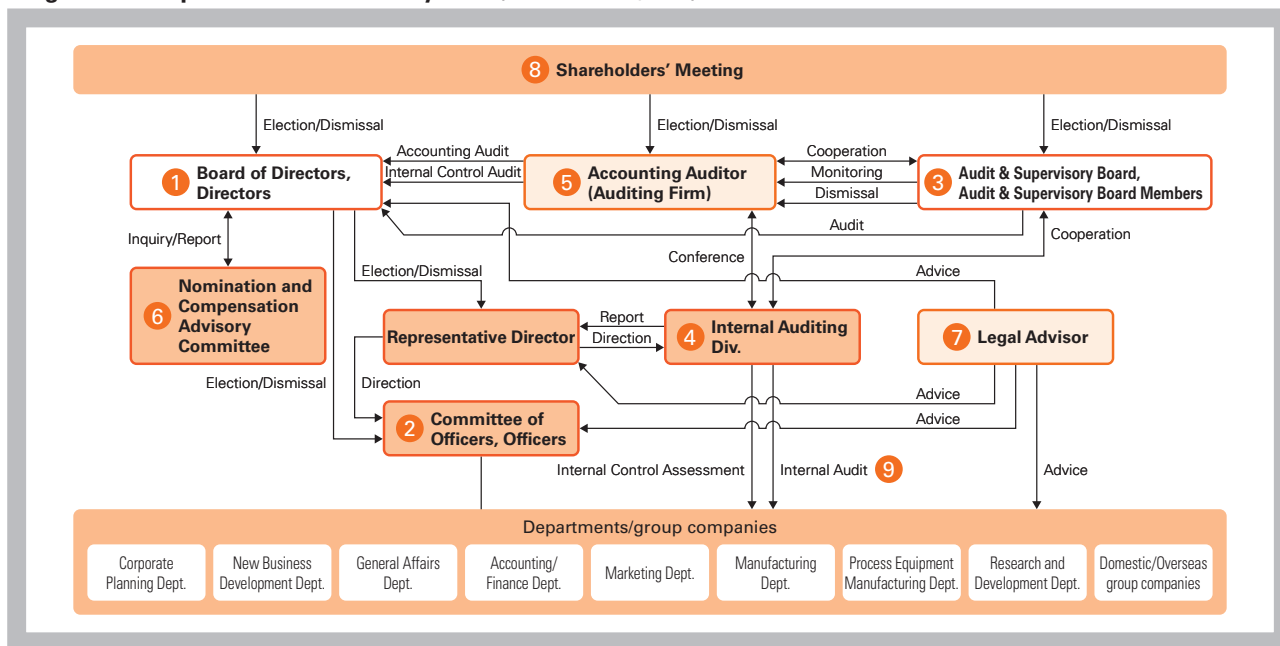 8 Shareholders' Meeting
Election/Dismissal
Election/Dismissal
Election/Dismissal
1 Board of Directors,
Directors
Accounting Audit
Internal Control Audit
5 Accounting Auditor
(Auditing Firm)
Cooperation
Monitoring
Dismissal
3 Audit & Supervisory Board,
Audit & Supervisory Board Members
Audit
Inquiry/Report
Conference
Cooperation
Election/Dismissal
Advice
6 Nomination and
Compensation
Advisory
Committee
Representative Director
Report
Direction
4 Internal Auditing
Div.
7 Legal Advisor
Election/Dismissal
Direction
Advice
2 Committee of
Officers, Officers
Advice
Internal Control Assessment
Internal Audit 9
Advice
Departments/group companies
Corporate
Planning Dept.
New Business
Development Dept.
General Affairs
Dept.
Accounting/
Finance Dept.
Marketing Dept.
Manufacturing
Dept.
Process Equipment
Manufacturing Dept.
Research and
Development Dept.
Domestic/Overseas
group companies